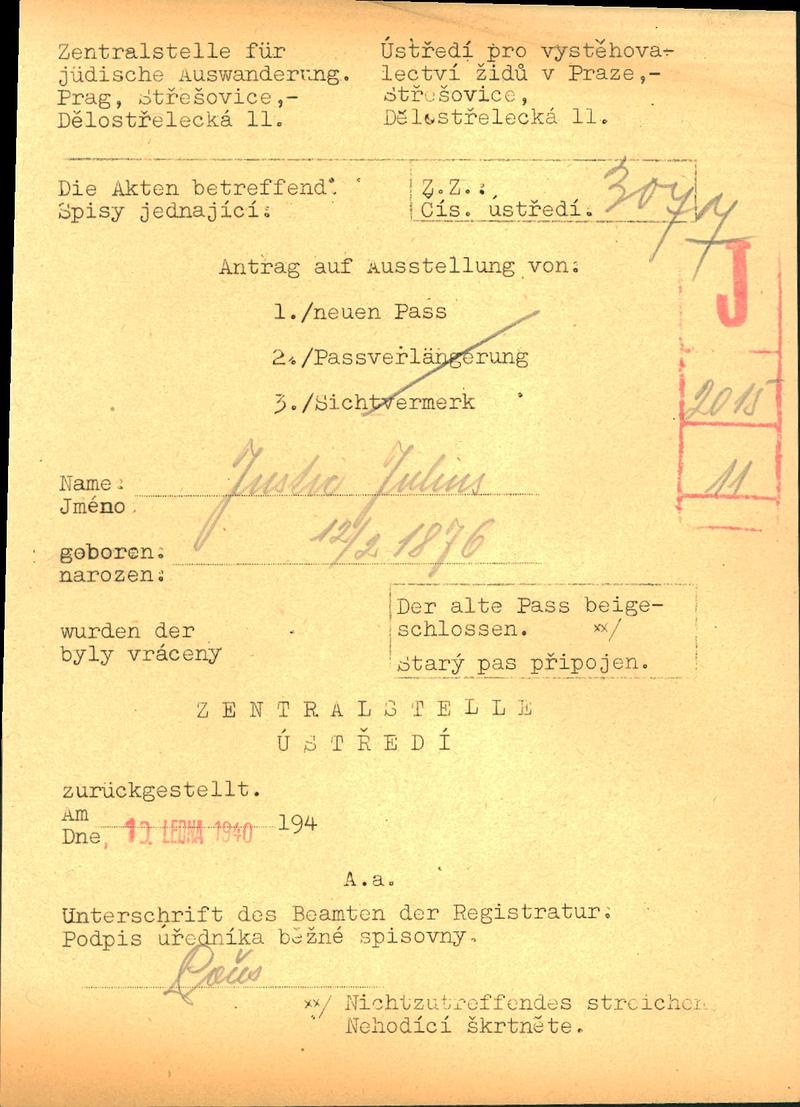 Zentralstelle für
jüdische Auswanderung.
Prag, Střešovice,-
Dělostřelecká 11.
Ústředí pro vystěhova-
lectví židů v Praze,-
Střešovice,
Dělostřelecká 11.
Die Akten betreffend:
Spisy jednající:
Z.Z.:,
Čís. ústředí.
3077
J
2015
11
Antrag auf Ausstellung von:
1./neuen Pass
2./Passverlängerung
3./Sichtvermerk
Name:
Jméno
Julius
geboren:
12/2 1876
narozen:
wurden der
byly vráceny
Der alte Pass beige-
schlossen. xx/
Starý pas připojen.
ZENTRALSTELLE
ÚSTŘEDÍ
zurückgestellt.
Am
Dne, LEDNA 1940 194
A.a.
Unterschrift des Beamten der Registratur:
Podpis úředníka běžné spisovny.
xx/ Nichtzutreffendes streichen
Nehodící škrtněte.